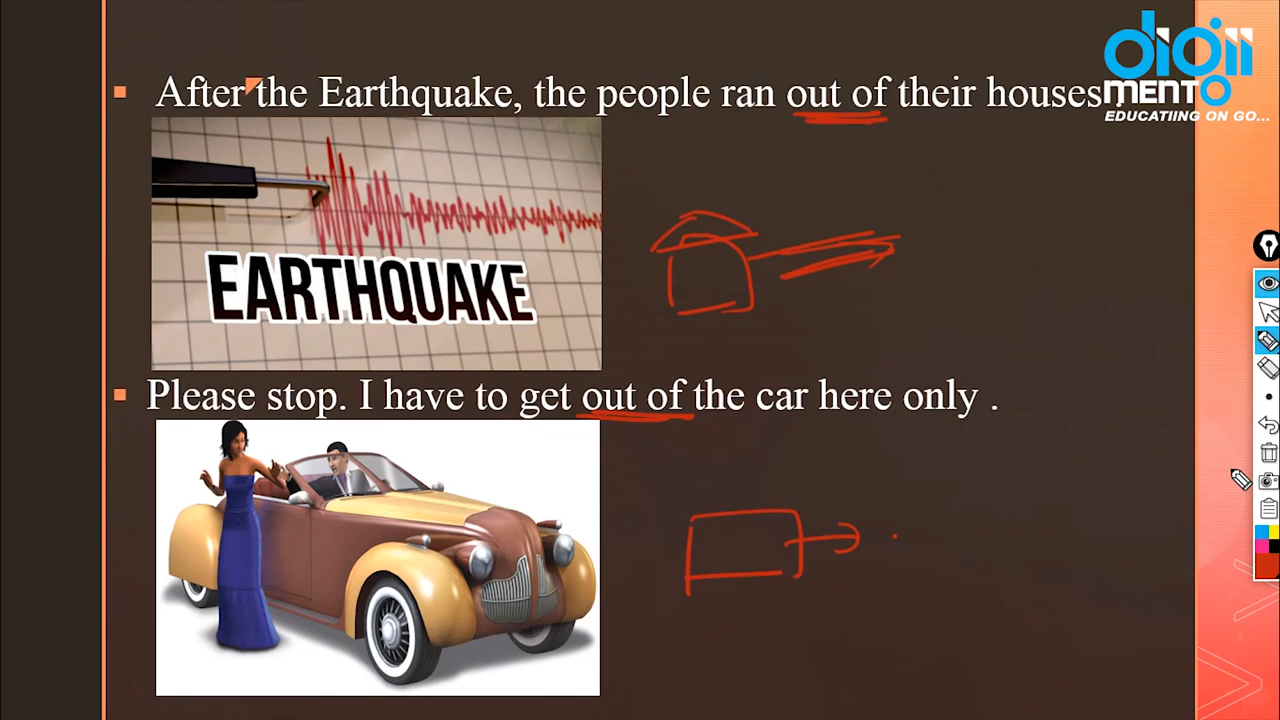 After the Earthquake, the people ran out of their houses .
digii
MENTO
EDUCATIING ON GO...
EARTHQUAKE
Please stop. I have to get out of the car here only .